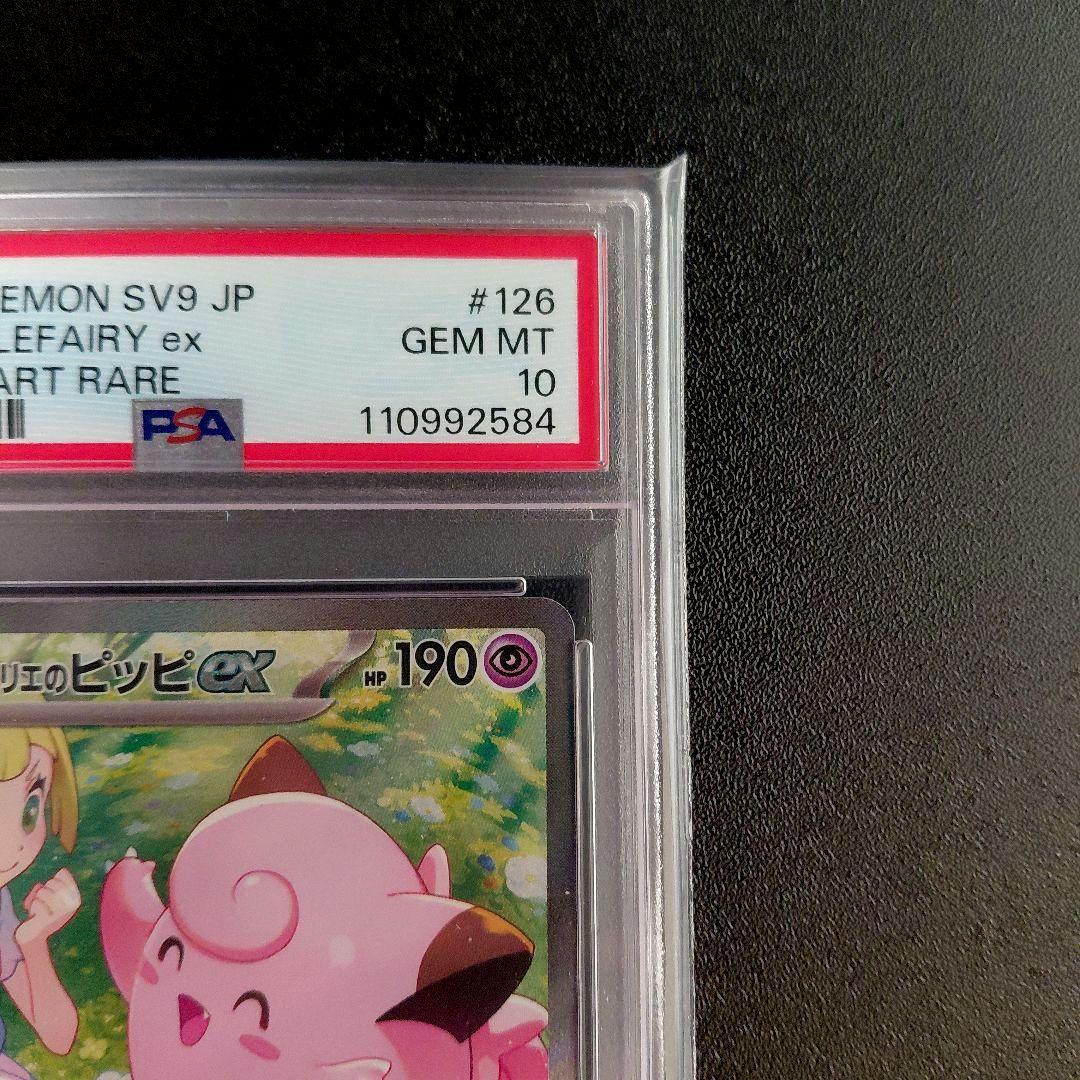 EMON SV9 JP #126
LEFAIRY ex GEM MT
ART RARE 10
PSA 110992584
リエのピッピex HP 190